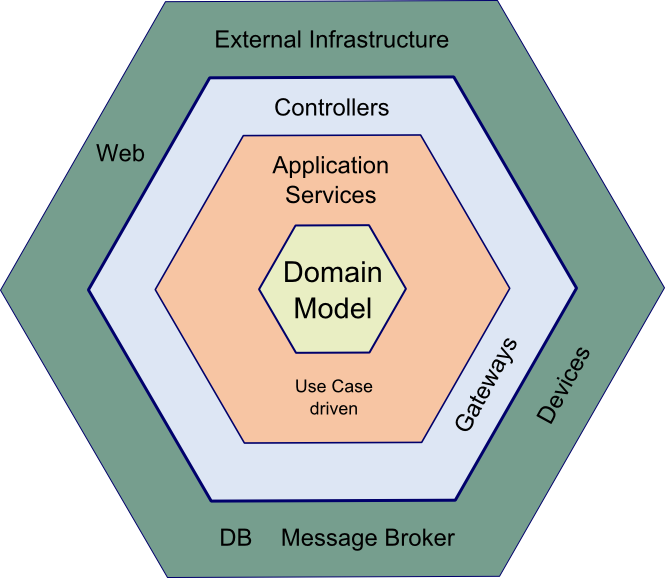 External Infrastructure
Controllers
Web
Application
Services
Domain
Model
Use Case
driven
Gateways
Devices
DB
Message Broker